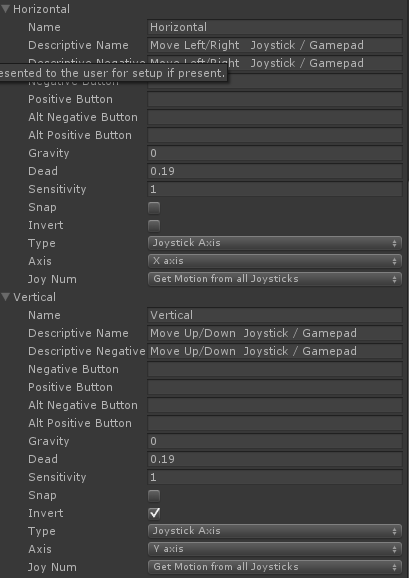 Horizontal
Name Horizontal
Descriptive Name Move Left/Right Joystick / Gamepad
Descriptive Negative Move Left/Right Joystick / Gamepad
esented to the user for setup if present.
Negative Button
Positive Button
Alt Negative Button
Alt Positive Button
Gravity 0
Dead 0.19
Sensitivity 1
Snap
Invert
Type Joystick Axis
Axis X axis
Joy Num Get Motion from all Joysticks
Vertical
Name Vertical
Descriptive Name Move Up/Down Joystick / Gamepad
Descriptive Negative Move Up/Down Joystick / Gamepad
Negative Button
Positive Button
Alt Negative Button
Alt Positive Button
Gravity 0
Dead 0.19
Sensitivity 1
Snap
Invert
Type Joystick Axis
Axis Y axis
Joy Num Get Motion from all Joysticks